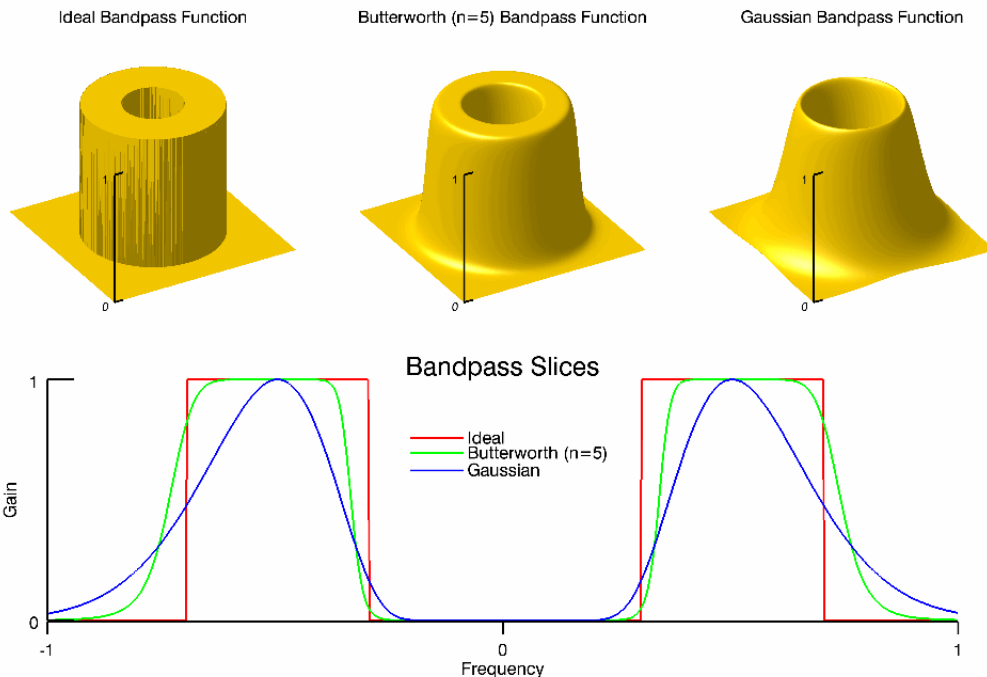 Ideal Bandpass Function
Butterworth (n=5) Bandpass Function
Gaussian Bandpass Function
1
0
1
0
1
0
Bandpass Slices
1
0
Gain
Ideal
Butterworth (n=5)
Gaussian
-1
0
1
Frequency